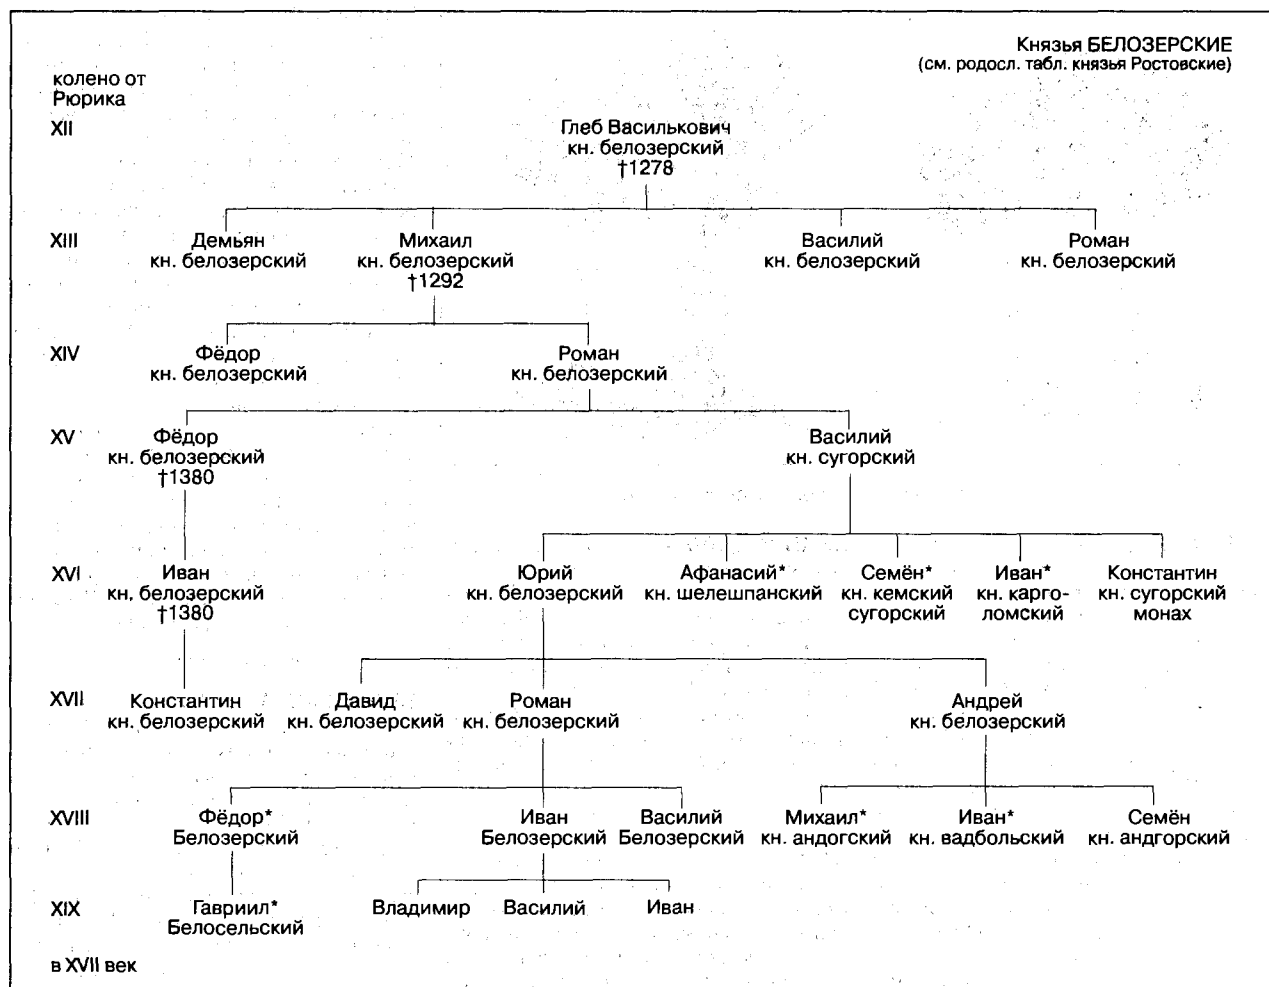 Князья БЕЛОЗЕРСКИЕ
(см. родосл. табл. князья Ростовские)
колено от
Рюрика
XII
Глеб Василькович
кн. белозерский
†1278
XIII
Демьян
кн. белозерский
Михаил
кн. белозерский
†1292
Василий
кн. белозерский
Роман
кн. белозерский
XIV
Фёдор
кн. белозерский
Роман
кн. белозерский
XV
Фёдор
кн. белозерский
†1380
Василий
кн. сугорский
XVI
Иван
кн. белозерский
†1380
Юрий
кн. белозерский
Афанасий*
кн. шелешпанский
Семён*
кн. кемский
сугорский
Иван*
кн. карго-
ломский
Константин
кн. сугорский
монах
XVII
Константин
кн. белозерский
Давид
кн. белозерский
Роман
кн. белозерский
Андрей
кн. белозерский
XVIII
Фёдор*
Белозерский
Иван
Белозерский
Василий
Белозерский
Михаил*
кн. андогский
Иван*
кн. вадбольский
Семён
кн. андгорский
XIX
Гавриил*
Белосельский
Владимир
Василий
Иван
в XVII век